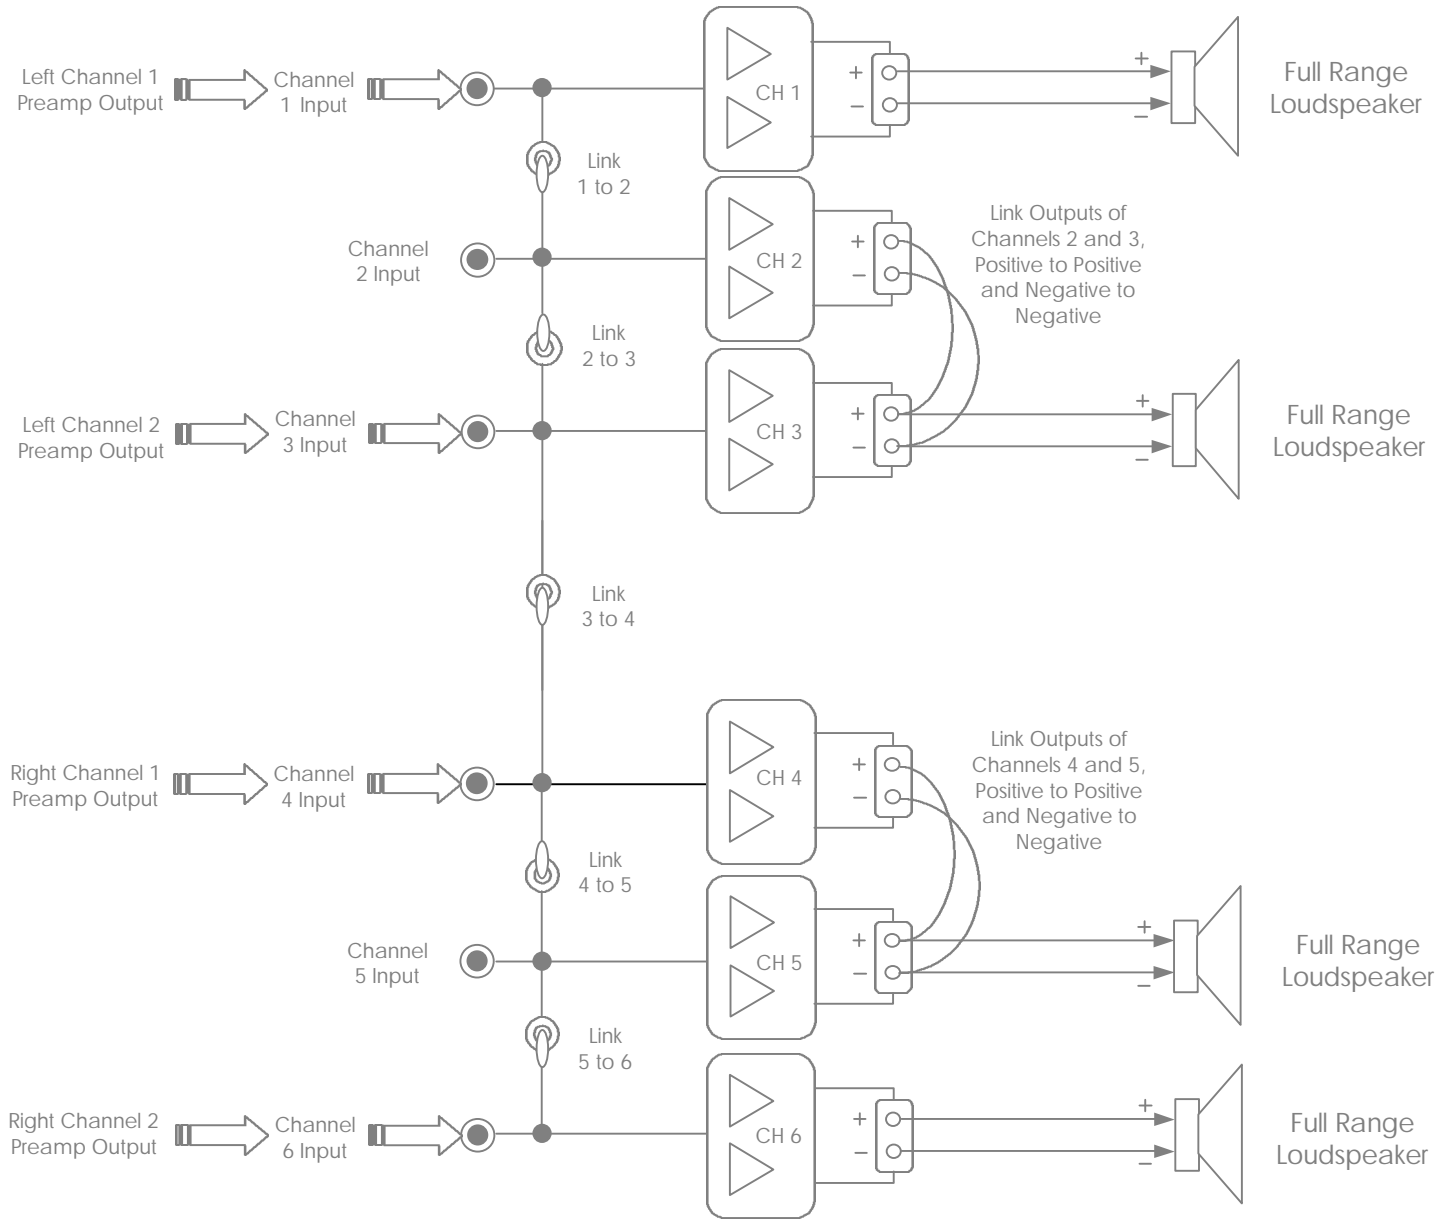 Left Channel 1
Preamp Output
Channel
1 Input
CH 1
+
−
+
−
Full Range
Loudspeaker
Link
1 to 2
Channel
2 Input
CH 2
+
−
Link Outputs of
Channels 2 and 3,
Positive to Positive
and Negative to
Negative
Link
2 to 3
Left Channel 2
Preamp Output
Channel
3 Input
CH 3
+
−
+
−
Full Range
Loudspeaker
Link
3 to 4
Right Channel 1
Preamp Output
Channel
4 Input
CH 4
+
−
Link Outputs of
Channels 4 and 5,
Positive to Positive
and Negative to
Negative
Link
4 to 5
Channel
5 Input
CH 5
+
−
+
−
Full Range
Loudspeaker
Link
5 to 6
Right Channel 2
Preamp Output
Channel
6 Input
CH 6
+
−
+
−
Full Range
Loudspeaker